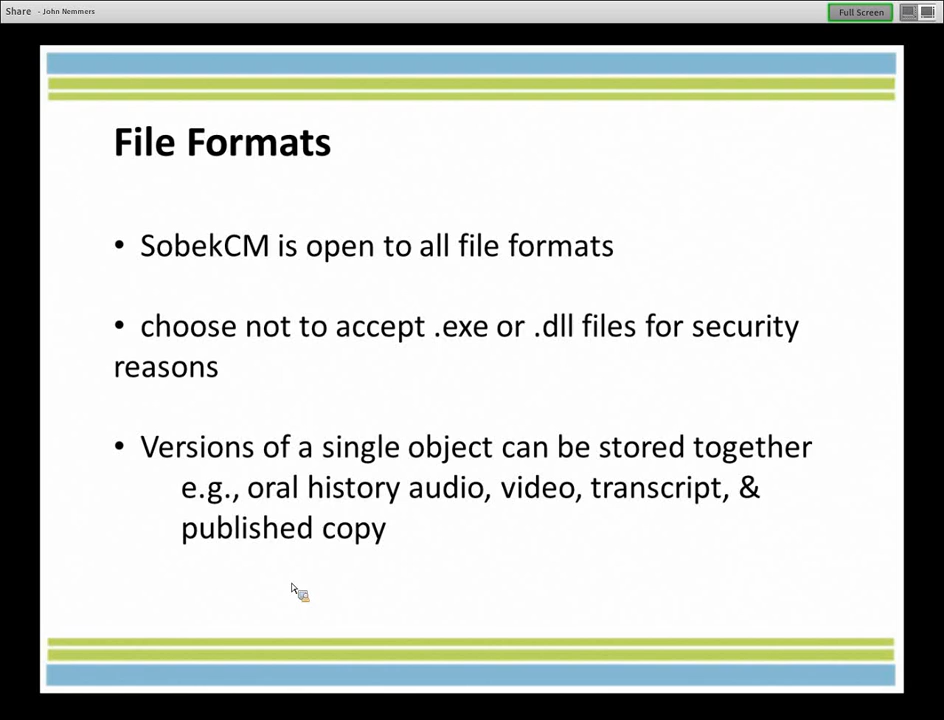 Share - John Nemmers
Full Screen
File Formats
• SobekCM is open to all file formats
• choose not to accept .exe or .dll files for security
reasons
• Versions of a single object can be stored together
e.g., oral history audio, video, transcript, &
published copy